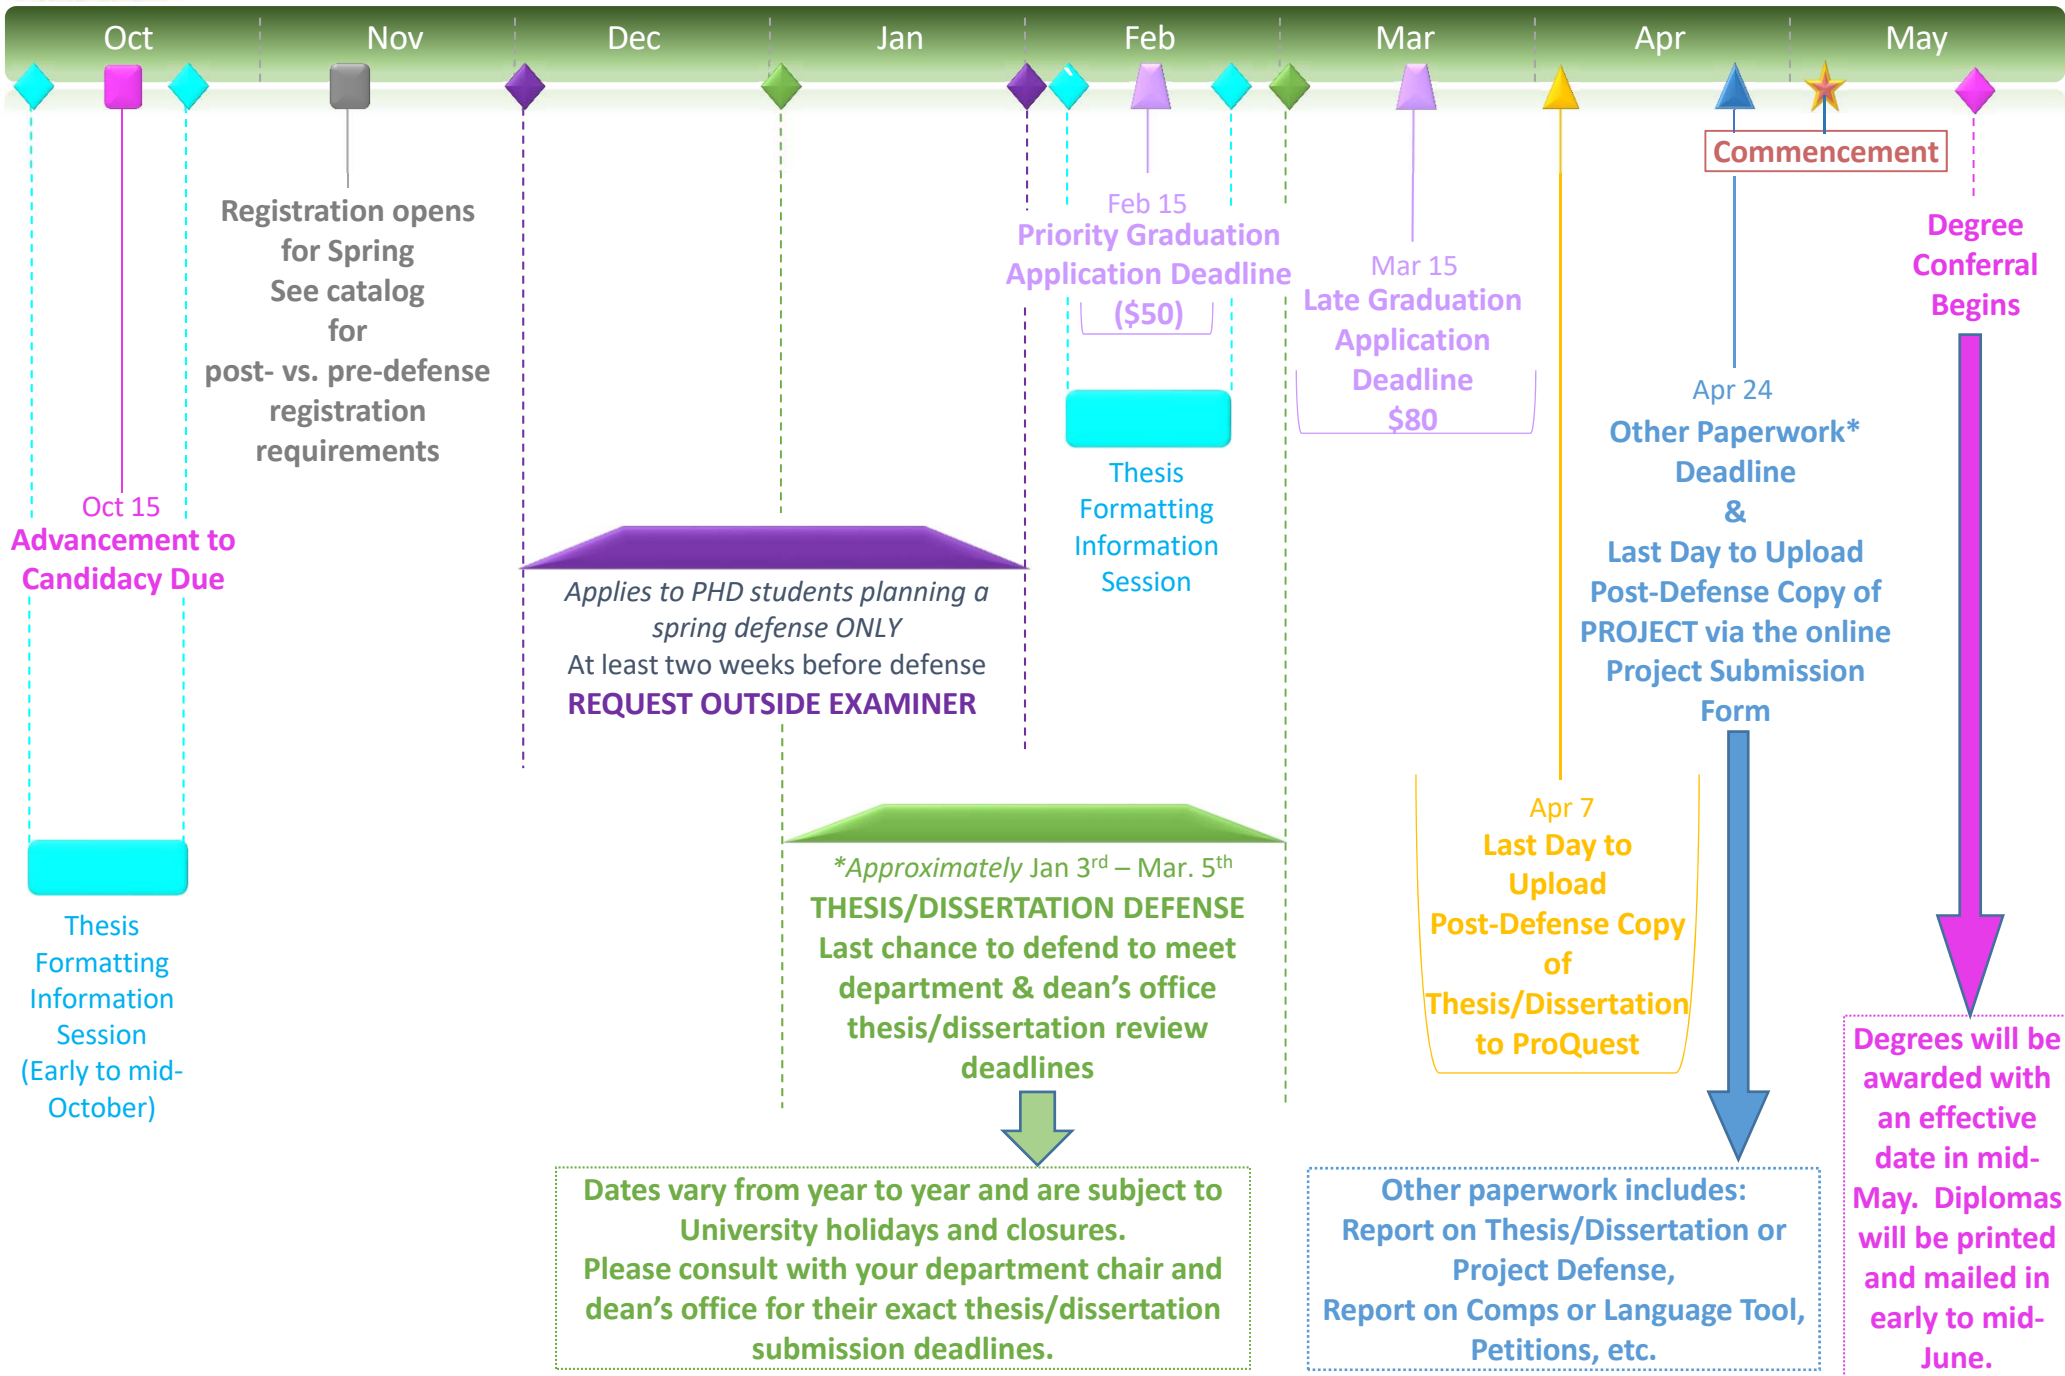 Oct
Nov
Dec
Jan
Feb
Mar
Apr
May
Commencement
Registration opens
for Spring
See catalog
for
post- vs. pre-defense
registration
requirements
Feb 15
Priority Graduation
Application Deadline
($50)
Mar 15
Late Graduation
Application
Deadline
$80
Degree
Conferral
Begins
Oct 15
Advancement to
Candidacy Due
Thesis
Formatting
Information
Session
Apr 24
Other Paperwork*
Deadline
&
Last Day to Upload
Post-Defense Copy of
PROJECT via the online
Project Submission
Form
Applies to PHD students planning a
spring defense ONLY
At least two weeks before defense
REQUEST OUTSIDE EXAMINER
Apr 7
Last Day to
Upload
Post-Defense Copy
of
Thesis/Dissertation
to ProQuest
*Approximately Jan 3rd – Mar. 5th
THESIS/DISSERTATION DEFENSE
Last chance to defend to meet
department & dean's office
thesis/dissertation review
deadlines
Thesis
Formatting
Information
Session
(Early to mid-
October)
Dates vary from year to year and are subject to
University holidays and closures.
Please consult with your department chair and
dean's office for their exact thesis/dissertation
submission deadlines.
Other paperwork includes:
Report on Thesis/Dissertation or
Project Defense,
Report on Comps or Language Tool,
Petitions, etc.
Degrees will be
awarded with
an effective
date in mid-
May. Diplomas
will be printed
and mailed in
early to mid-
June.